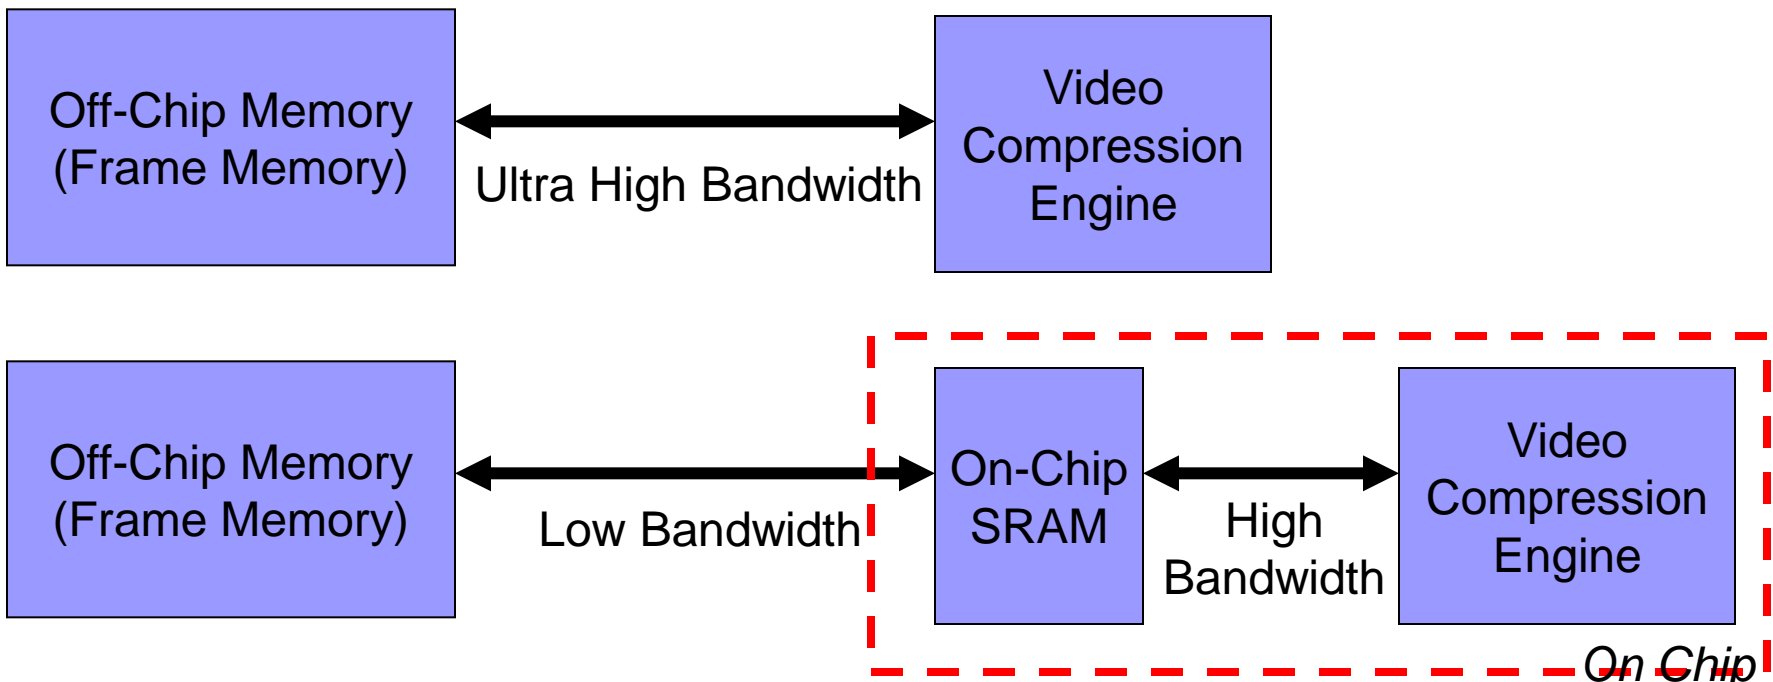 Off-Chip Memory
(Frame Memory)
Ultra High Bandwidth
Video
Compression
Engine
Off-Chip Memory
(Frame Memory)
Low Bandwidth
On-Chip
SRAM
High
Bandwidth
Video
Compression
Engine
On Chip